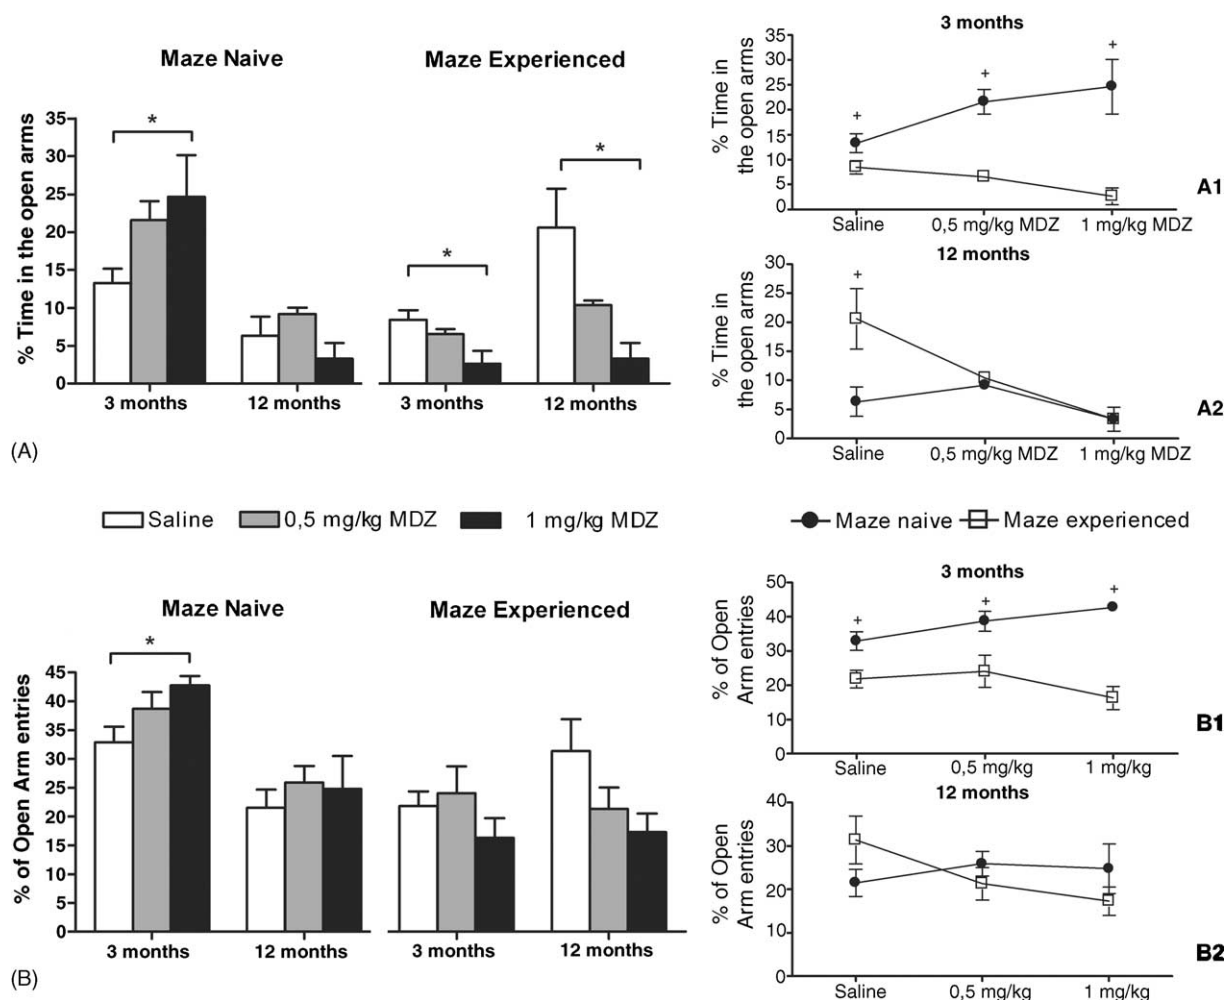 Maze Naive
Maze Experienced
% Time in the open arms
35
30
25
20
15
10
5
0
*
*
*
3 months
12 months
3 months
12 months
(A)
3 months
% Time in
the open arms
35
30
25
20
15
10
5
0
+
+
+
Saline
0,5 mg/kg MDZ
1 mg/kg MDZ
A1
12 months
% Time in
the open arms
30
25
20
15
10
5
0
+
Saline
0,5 mg/kg MDZ
1 mg/kg MDZ
A2
Saline
0,5 mg/kg MDZ
1 mg/kg MDZ
Maze naive
Maze experienced
Maze Naive
Maze Experienced
% of Open Arm entries
45
40
35
30
25
20
15
10
5
0
*
3 months
12 months
3 months
12 months
(B)
3 months
% of Open
Arm entries
50
40
30
20
10
0
+
+
+
Saline
0,5 mg/kg
1 mg/kg
B1
12 months
% of Open
Arm entries
40
30
20
10
0
Saline
0,5 mg/kg
1 mg/kg
B2